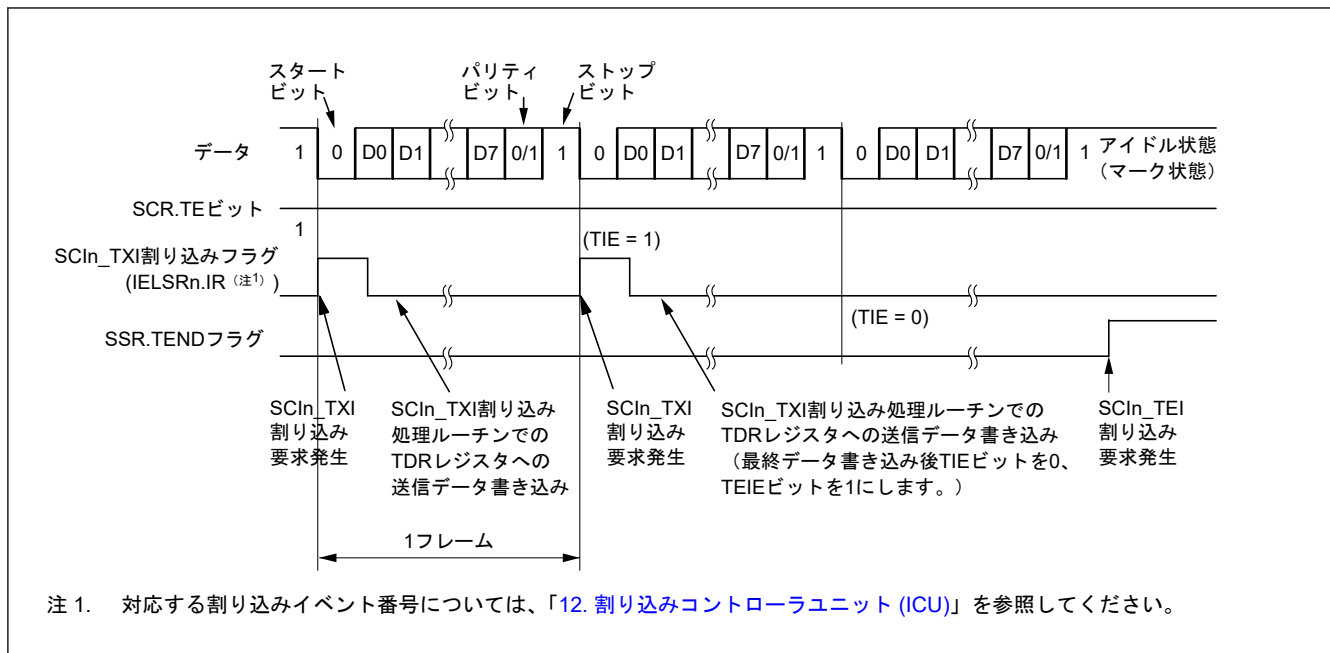 スタート
ビット
パリティ
ビット
ストップ
ビット
データ
1 0 D0 D1 D7 0/1 1 0 D0 D1 D7 0/1 1 0 D0 D1 D7 0/1 1
アイドル状態
（マーク状態）
SCR.TEビット
1
SCIn_TXI割り込みフラグ
(IELSRn.IR（注1）)
(TIE = 1)
(TIE = 0)
SSR.TENDフラグ
SCIn_TXI
割り込み
要求発生
SCIn_TXI割り込み
処理ルーチンでの
TDRレジスタへの
送信データ書き込み
SCIn_TXI
割り込み
要求発生
SCIn_TXI割り込み処理ルーチンでの
TDRレジスタへの送信データ書き込み
（最終データ書き込み後TIEビットを0、
TEIEビットを1にします。）
SCIn_TEI
割り込み
要求発生
1フレーム
注 1. 対応する割り込みイベント番号については、「12. 割り込みコントローラユニット (ICU)」を参照してください。